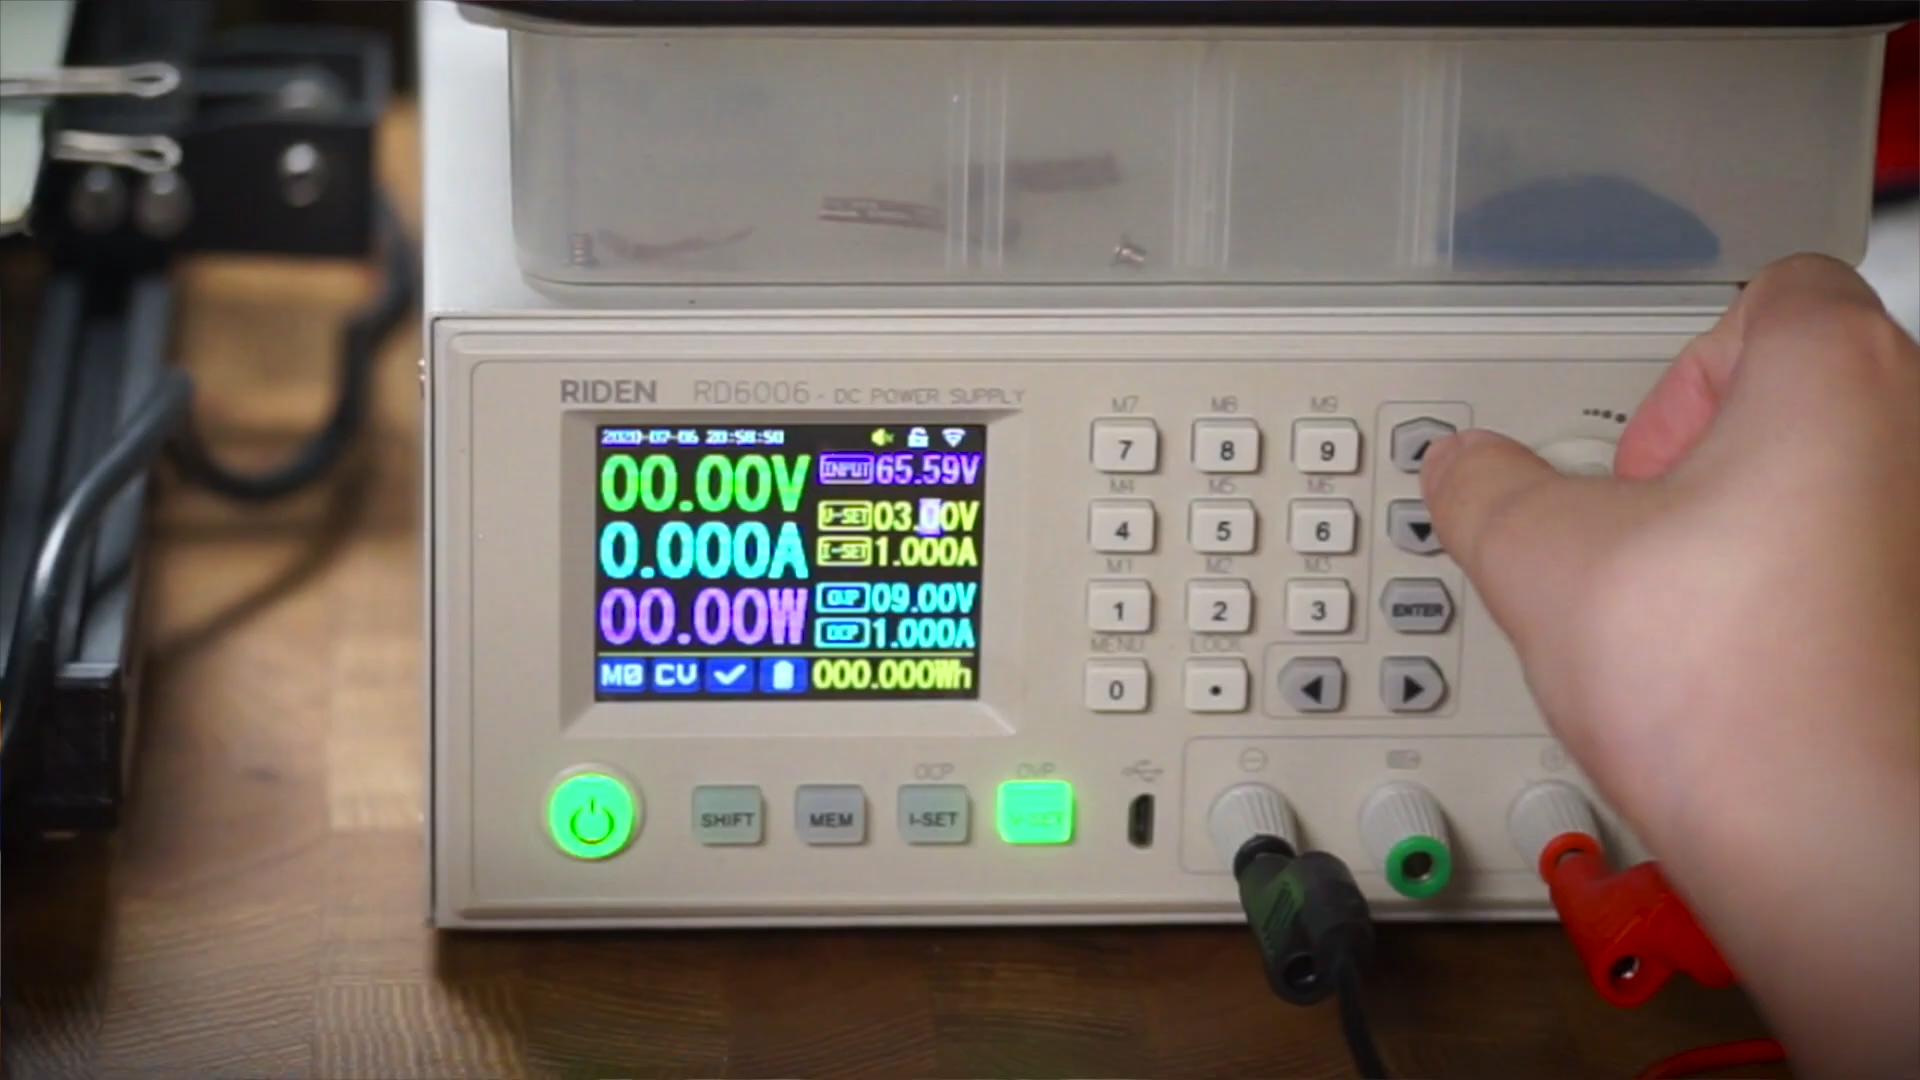 RIDEN RD6006 - DC POWER SUPPLY
2020-07-06 20:58:50
00.00V
0.000A
00.00W
INPUT 65.59V
V-SET 03.00V
I-SET 1.000A
OVP 09.00V
OCP 1.000A
M0 CV 000.000Wh
M7 M8 M9
7 8 9
M4 M5 M6
4 5 6
M1 M2 M3
1 2 3 ENTER
MENU LOCK
0 .
OCP OVP
SHIFT MEM I-SET V-SET